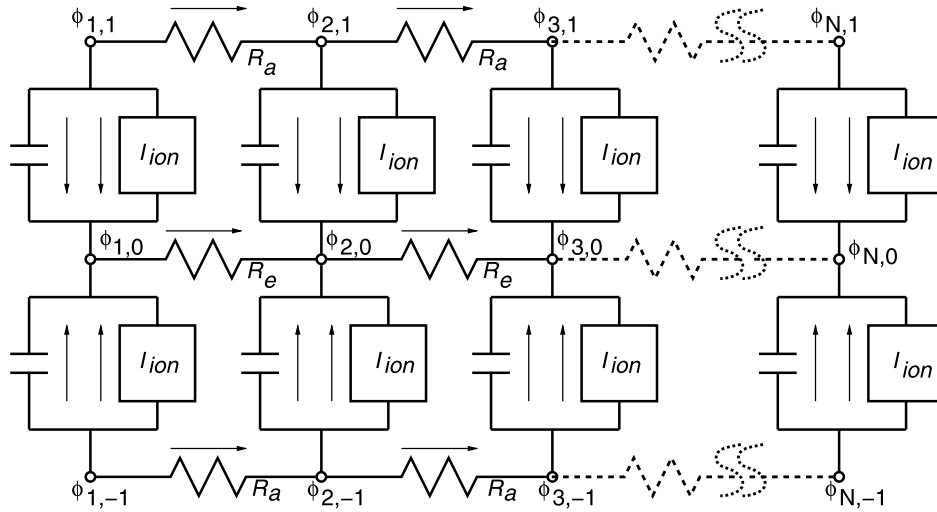 ϕ1,1 ϕ2,1 ϕ3,1 ϕN,1
Ra Ra
Iion Iion Iion Iion
ϕ1,0 ϕ2,0 ϕ3,0 ϕN,0
Re Re
Iion Iion Iion Iion
ϕ1,-1 Ra ϕ2,-1 Ra ϕ3,-1 ϕN,-1